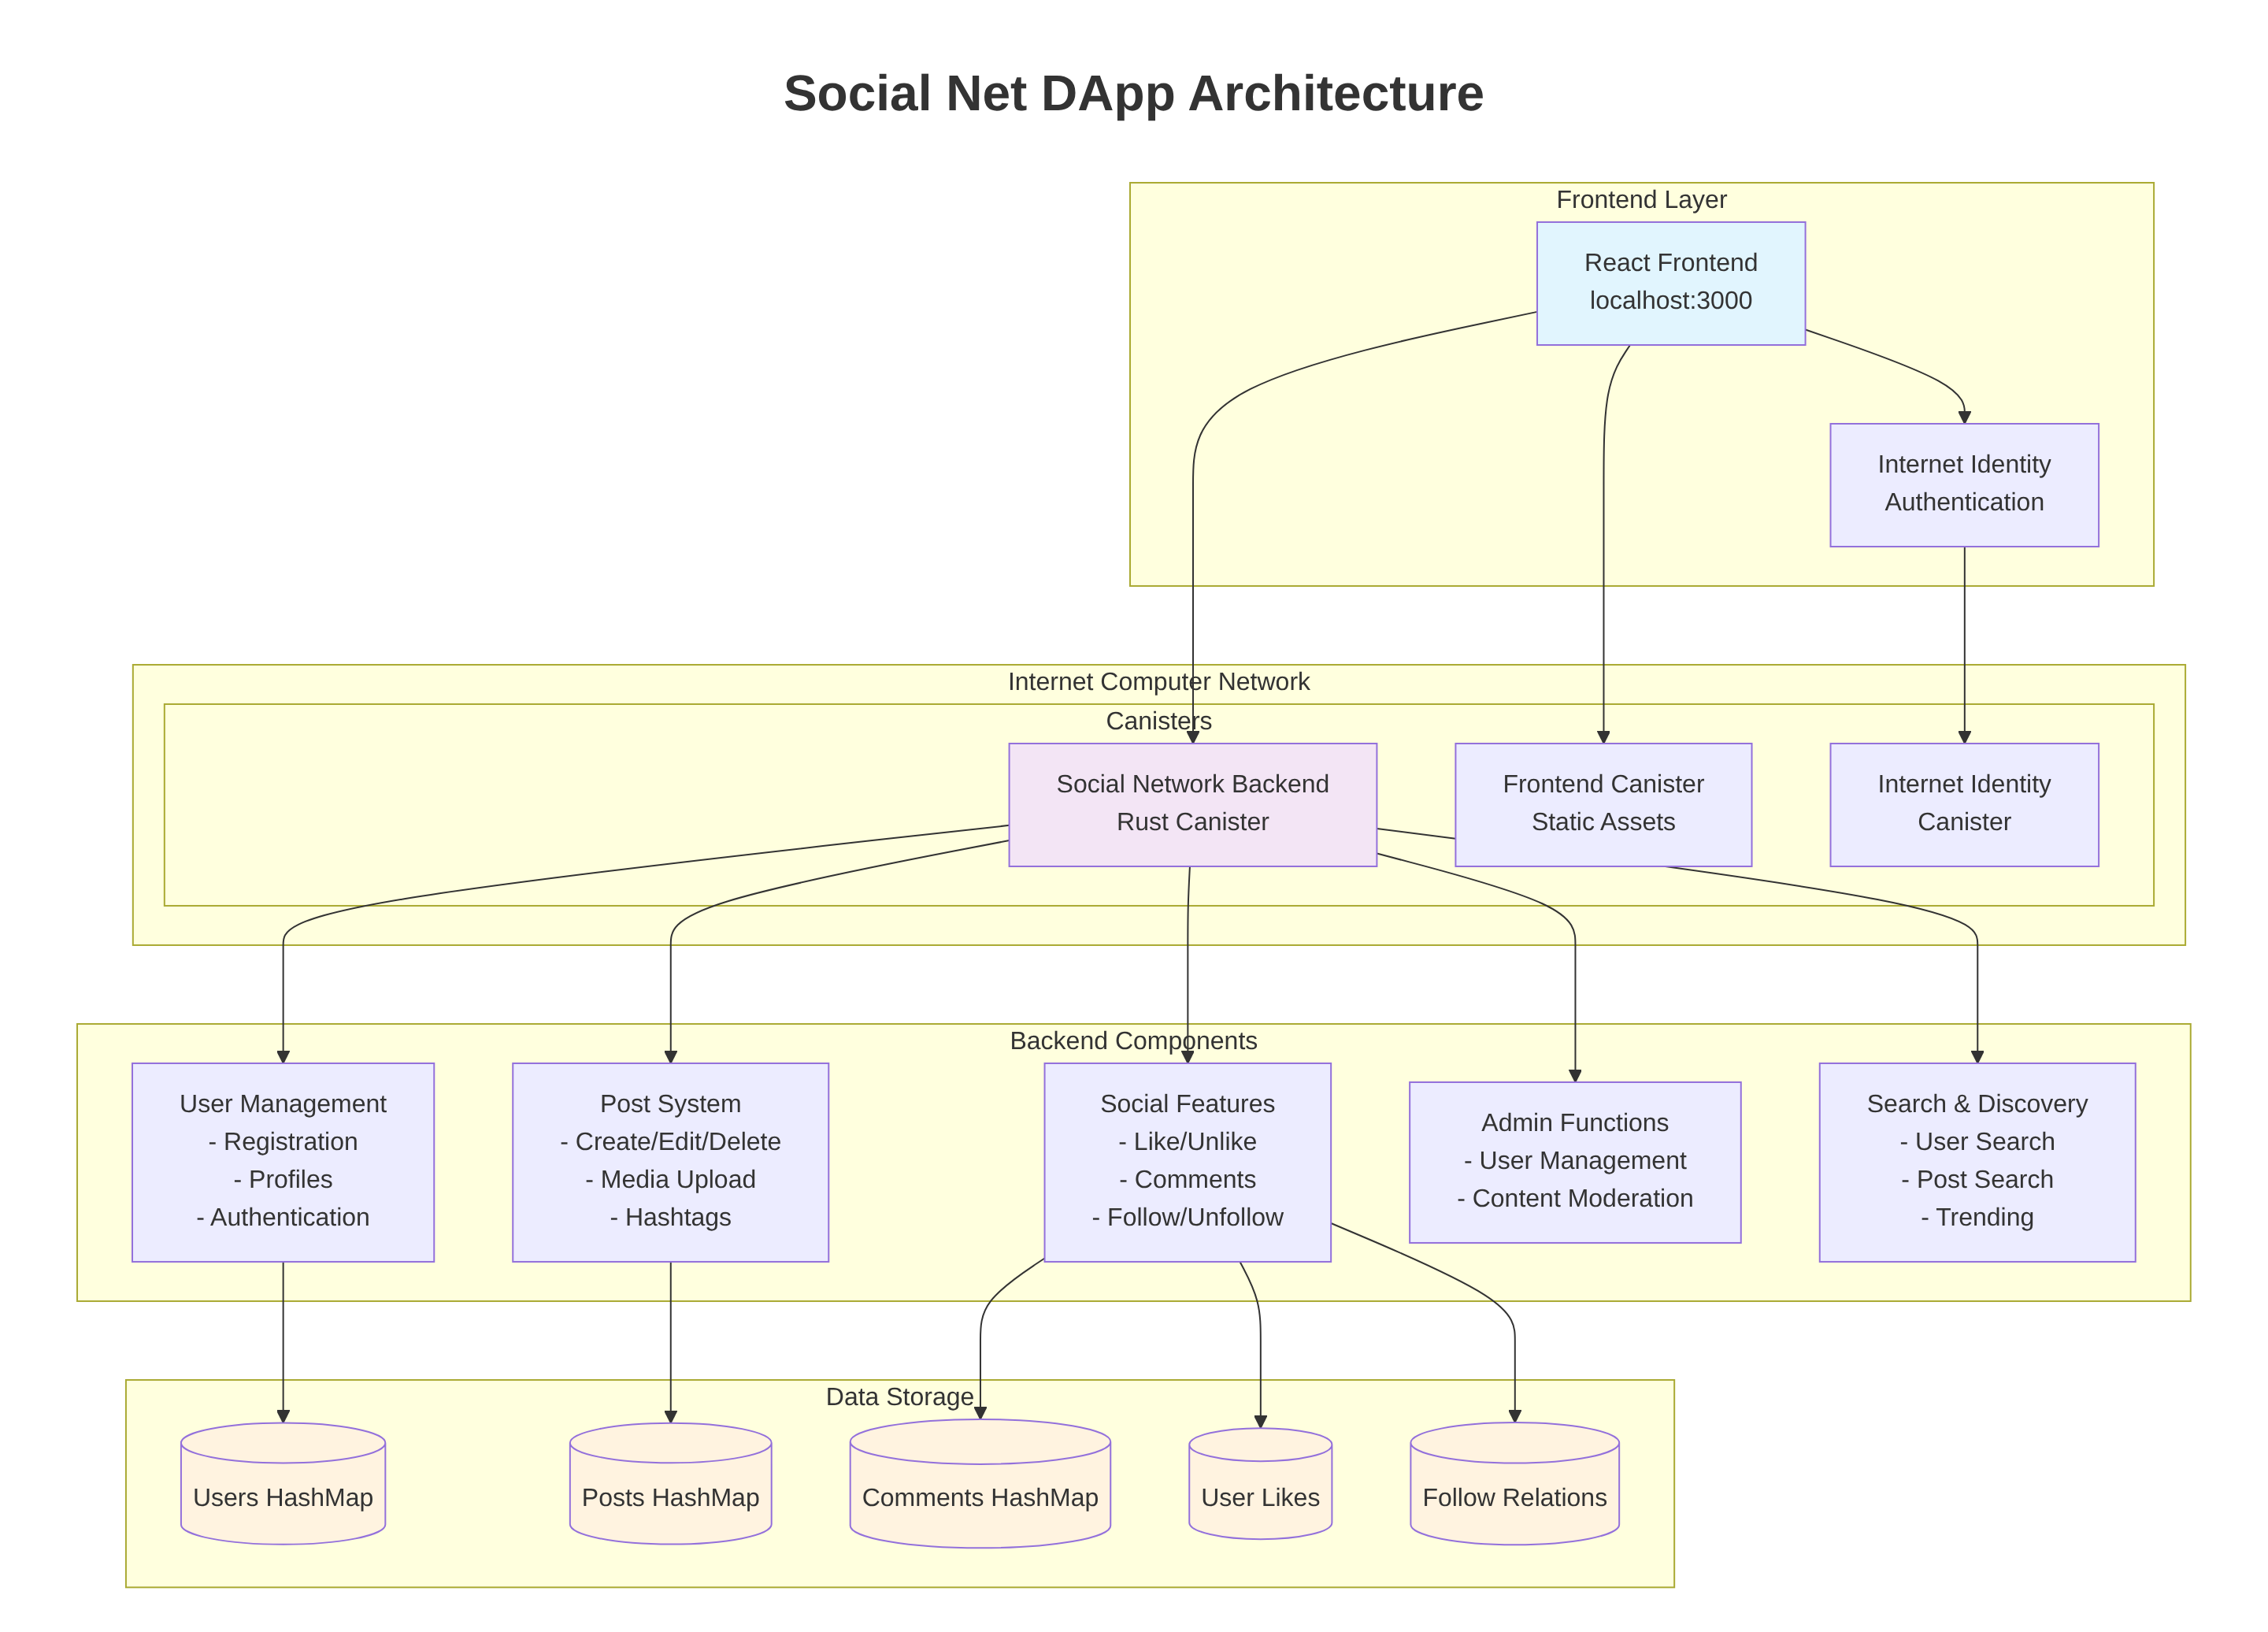 Social Net DApp Architecture
Frontend Layer
React Frontend
localhost:3000
Internet Identity
Authentication
Internet Computer Network
Canisters
Social Network Backend
Rust Canister
Frontend Canister
Static Assets
Internet Identity
Canister
Backend Components
User Management
- Registration
- Profiles
- Authentication
Post System
- Create/Edit/Delete
- Media Upload
- Hashtags
Social Features
- Like/Unlike
- Comments
- Follow/Unfollow
Admin Functions
- User Management
- Content Moderation
Search & Discovery
- User Search
- Post Search
- Trending
Data Storage
Users HashMap
Posts HashMap
Comments HashMap
User Likes
Follow Relations